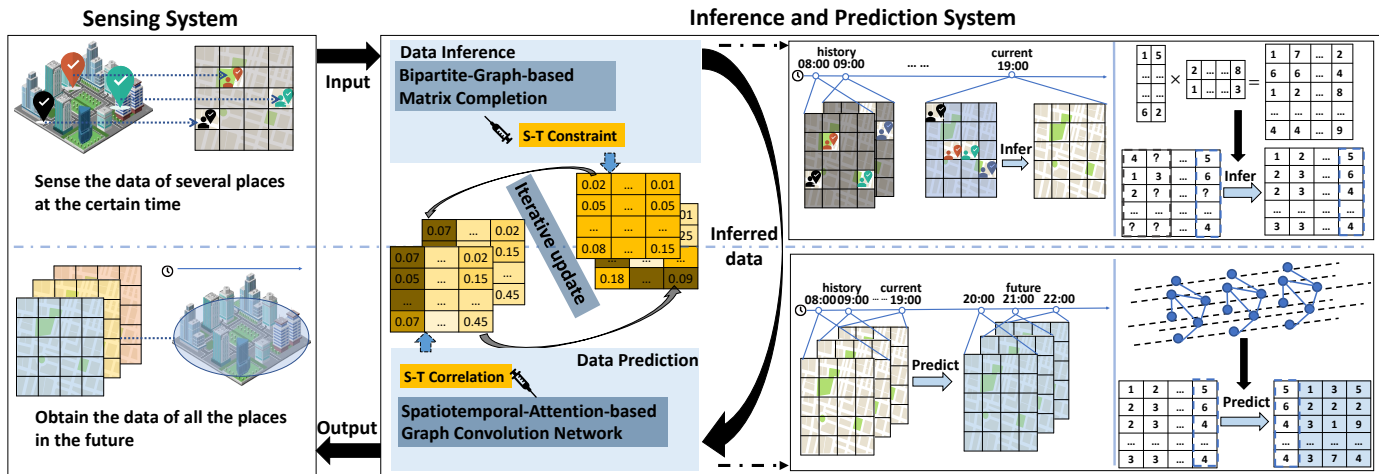 Sensing System
Inference and Prediction System
Sense the data of several places
at the certain time
Obtain the data of all the places
in the future
Input
Output
Data Inference
Bipartite-Graph-based
Matrix Completion
S-T Constraint
0.02 ... 0.01
0.05 ... 0.05
... ... ...
0.08 ... 0.15
.01
.25
0.18 0.09
Iterative update
0.07 ... 0.02
0.15
...
0.45
0.07 ... 0.02
0.05 ... 0.15
... ... ...
0.07 ... 0.45
Data Prediction
S-T Correlation
Spatiotemporal-Attention-based
Graph Convolution Network
Inferred
data
history
08:00 09:00
... ...
current
19:00
Infer
1 5
... ...
... ...
6 2
×
2 ... ... 8
1 ... ... 3
=
1 7 ... 2
6 6 ... 4
1 2 ... 8
... ... ... ...
4 4 ... 9
4 ? ... 5
1 3 ... 6
2 ? ... ?
... ... ... ...
? ? ... 4
Infer
1 2 ... 5
2 3 ... 6
2 3 ... 4
... ... ... ...
3 3 ... 4
history current
08:00 09:00 ... ... 19:00
future
20:00 21:00 22:00
Predict
1 2 ... 5
2 3 ... 6
2 3 ... 4
... ... ... ...
3 3 ... 4
Predict
5 1 3 5
6 2 2 2
4 3 1 9
... ... ... ...
4 3 7 4